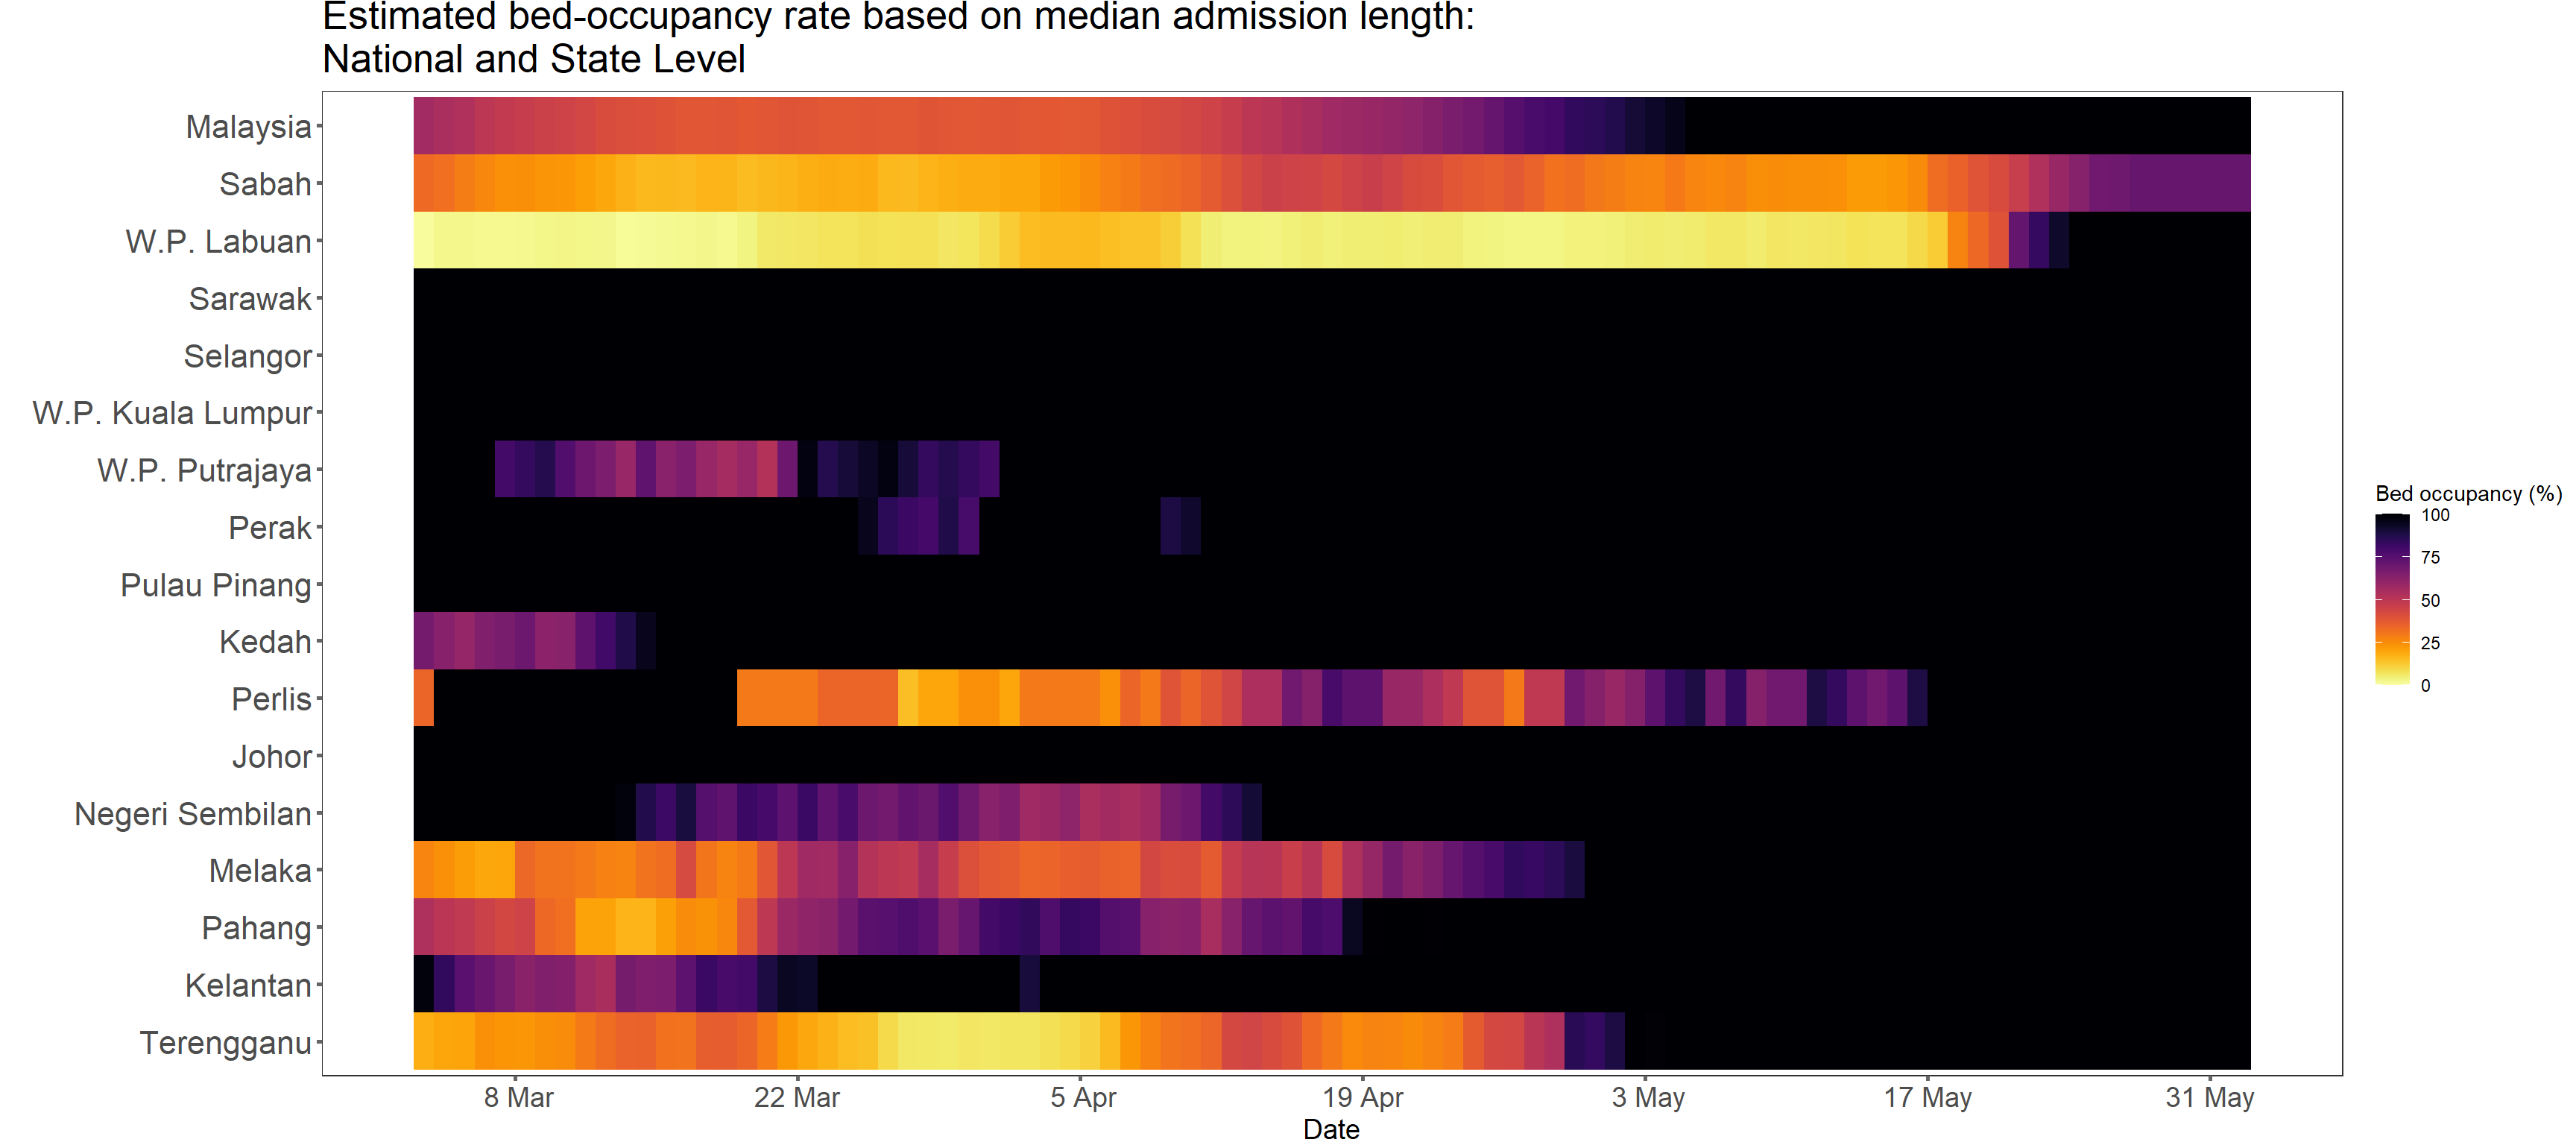 Estimated bed-occupancy rate based on median admission length:
National and State Level
Malaysia
Sabah
W.P. Labuan
Sarawak
Selangor
W.P. Kuala Lumpur
W.P. Putrajaya
Perak
Pulau Pinang
Kedah
Perlis
Johor
Negeri Sembilan
Melaka
Pahang
Kelantan
Terengganu
8 Mar
22 Mar
5 Apr
19 Apr
3 May
17 May
31 May
Date
Bed occupancy (%)
100
75
50
25
0